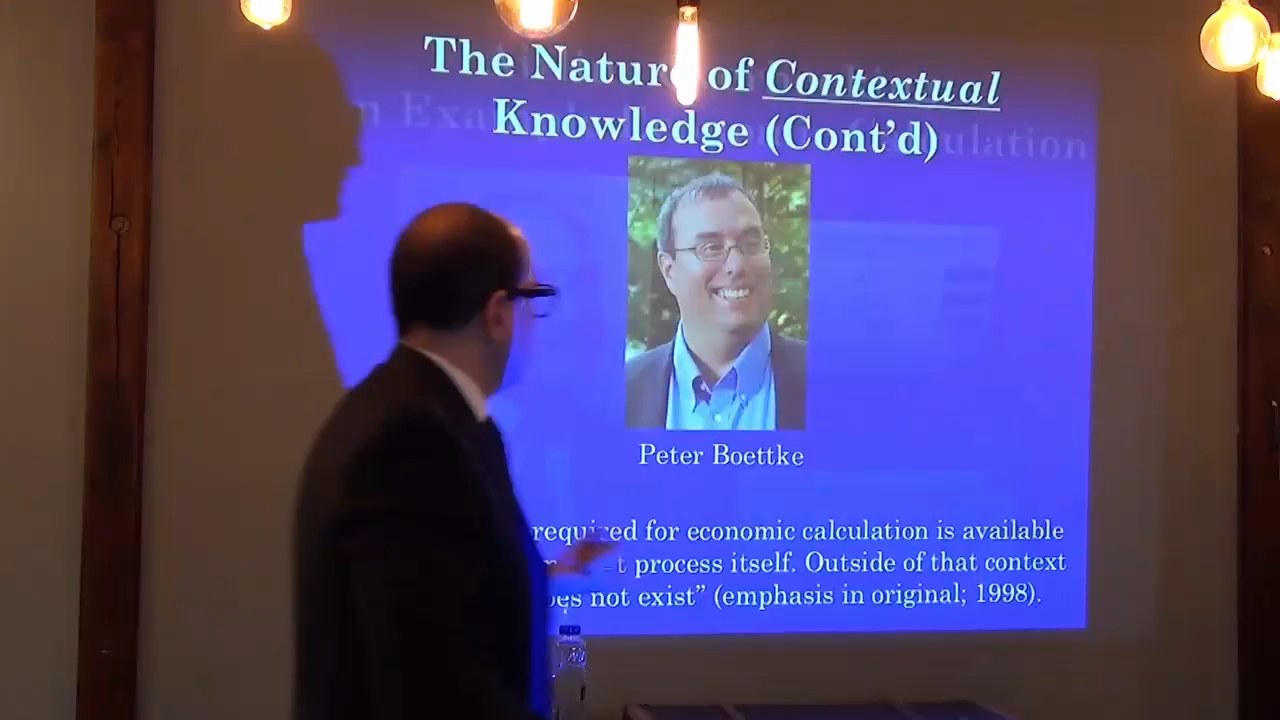 The Nature of Contextual
Knowledge (Cont’d)
Peter Boettke
required for economic calculation is available
process itself. Outside of that context
not exist” (emphasis in original; 1998).